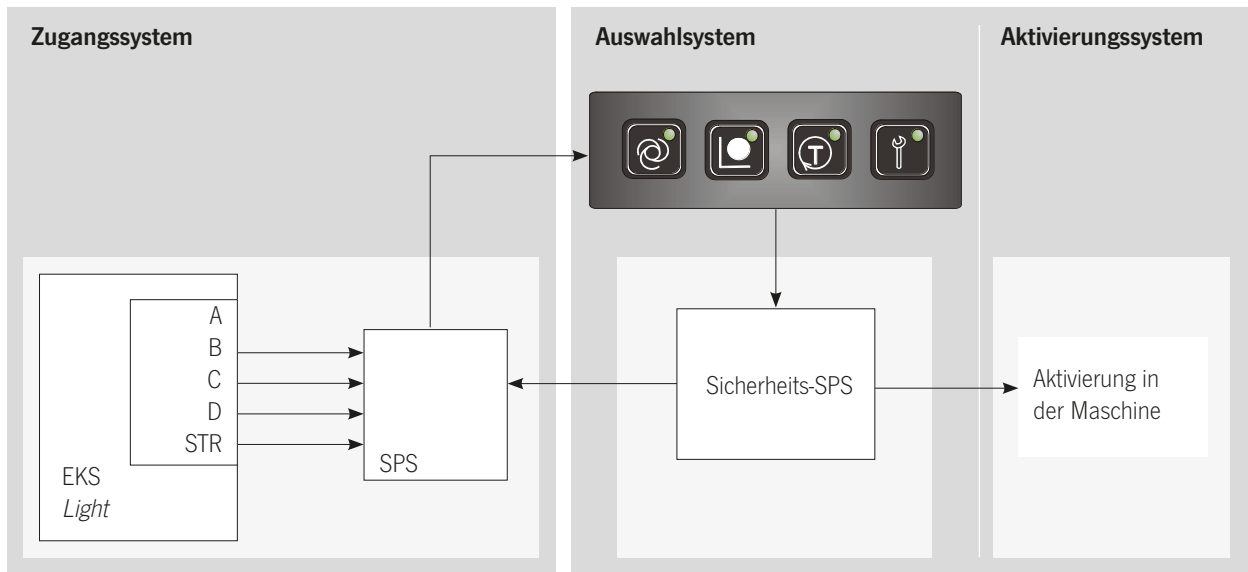 Zugangssystem
Auswahlsystem
Aktivierungssystem
T
A
B
C
D
STR
EKS
Light
SPS
Sicherheits-SPS
Aktivierung in
der Maschine